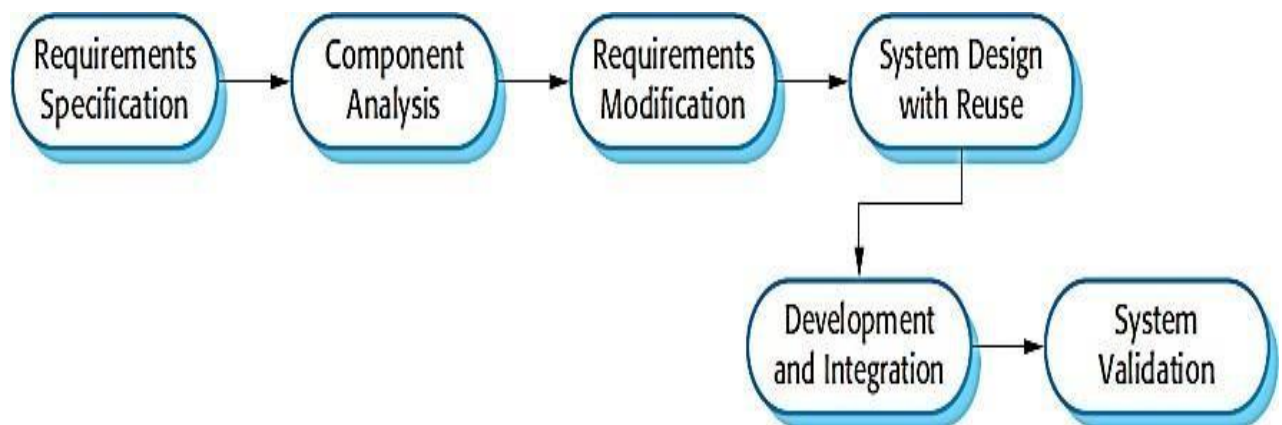 Requirements
Specification
Component
Analysis
Requirements
Modification
System Design
with Reuse
Development
and Integration
System
Validation